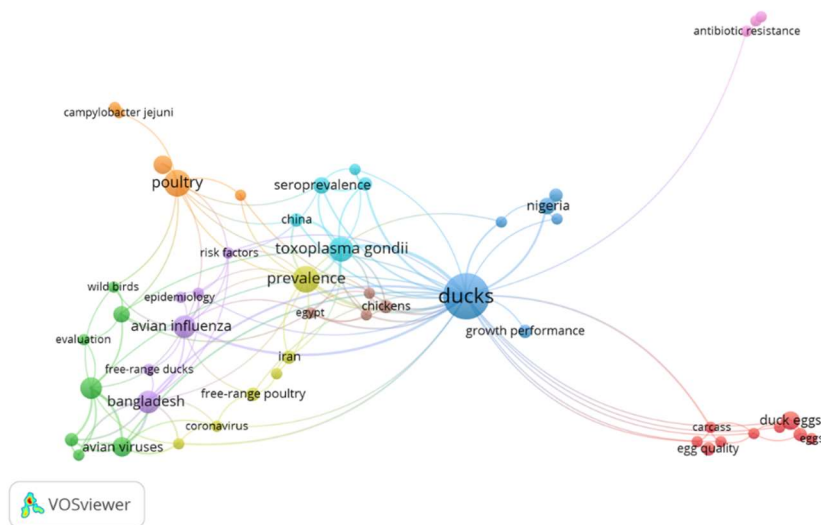 antibiotic resistance
campylobacter jejuni
poultry
seroprevalence
nigeria
china
toxoplasma gondii
risk factors
prevalence
wild birds
epidemiology
ducks
chickens
egypt
avian influenza
growth performance
evaluation
iran
free-range ducks
free-range poultry
bangladesh
duck eggs
carcass
coronavirus
eggs
egg quality
avian viruses
VOSviewer